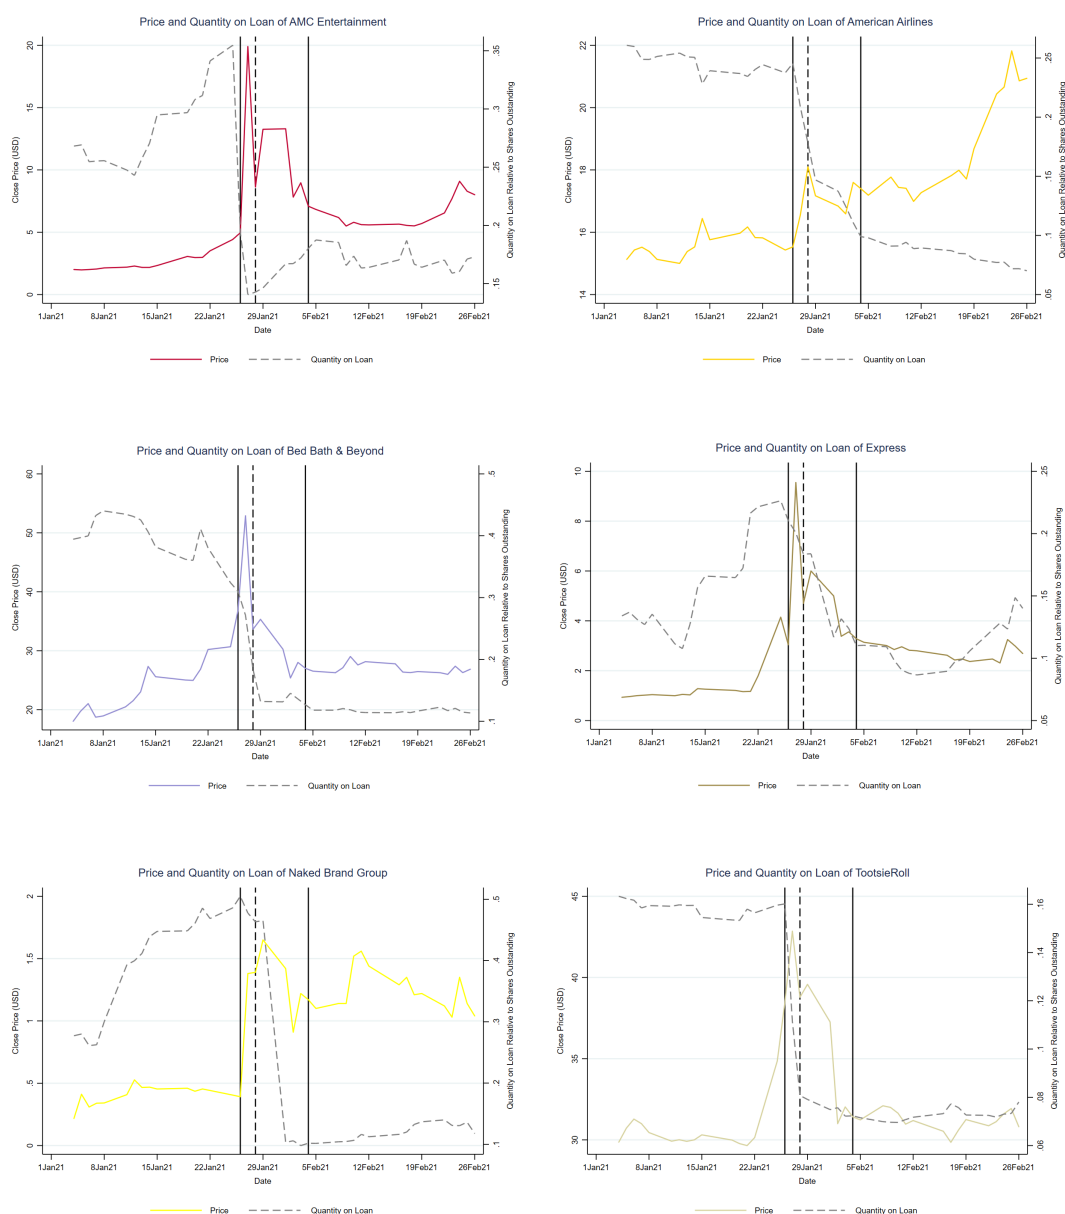 Price and Quantity on Loan of AMC Entertainment
Close Price (USD)
20
15
10
5
0
Quantity on Loan Relative to Shares Outstanding
.35
.3
.25
.2
.15
1Jan21 8Jan21 15Jan21 22Jan21 29Jan21 5Feb21 12Feb21 19Feb21 26Feb21
Date
Price Quantity on Loan
Price and Quantity on Loan of American Airlines
Close Price (USD)
22
20
18
16
14
Quantity on Loan Relative to Shares Outstanding
.25
.2
.15
.1
.05
1Jan21 8Jan21 15Jan21 22Jan21 29Jan21 5Feb21 12Feb21 19Feb21 26Feb21
Date
Price Quantity on Loan
Price and Quantity on Loan of Bed Bath & Beyond
Close Price (USD)
60
50
40
30
20
Quantity on Loan Relative to Shares Outstanding
.5
.4
.3
.2
.1
1Jan21 8Jan21 15Jan21 22Jan21 29Jan21 5Feb21 12Feb21 19Feb21 26Feb21
Date
Price Quantity on Loan
Price and Quantity on Loan of Express
Close Price (USD)
10
8
6
4
2
0
Quantity on Loan Relative to Shares Outstanding
.25
.2
.15
.1
.05
1Jan21 8Jan21 15Jan21 22Jan21 29Jan21 5Feb21 12Feb21 19Feb21 26Feb21
Date
Price Quantity on Loan
Price and Quantity on Loan of Naked Brand Group
Close Price (USD)
2
1.5
1
.5
0
Quantity on Loan Relative to Shares Outstanding
.5
.4
.3
.2
.1
1Jan21 8Jan21 15Jan21 22Jan21 29Jan21 5Feb21 12Feb21 19Feb21 26Feb21
Date
Price Quantity on Loan
Price and Quantity on Loan of TootsieRoll
Close Price (USD)
45
40
35
30
Quantity on Loan Relative to Shares Outstanding
.16
.14
.12
.1
.08
.06
1Jan21 8Jan21 15Jan21 22Jan21 29Jan21 5Feb21 12Feb21 19Feb21 26Feb21
Date
Price Quantity on Loan